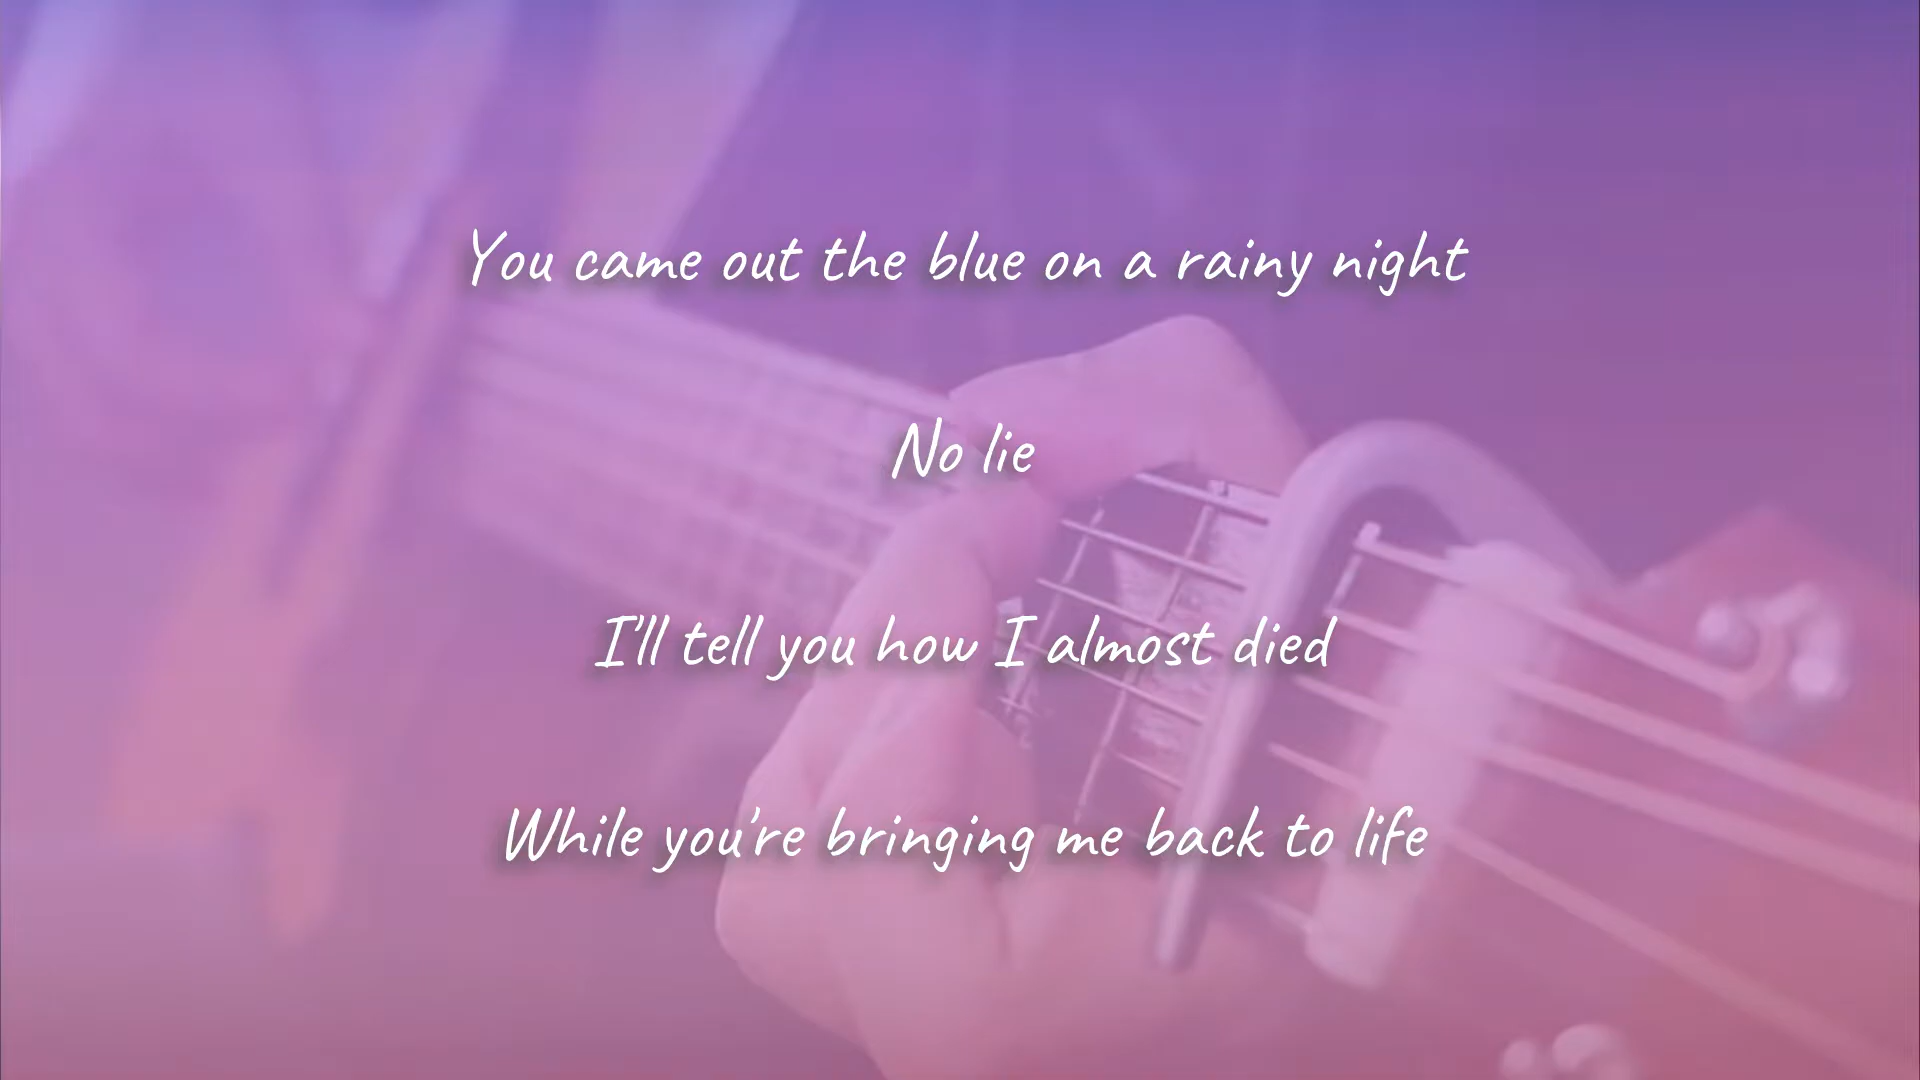 You came out the blue on a rainy night
No lie
I'll tell you how I almost died
While you're bringing me back to life